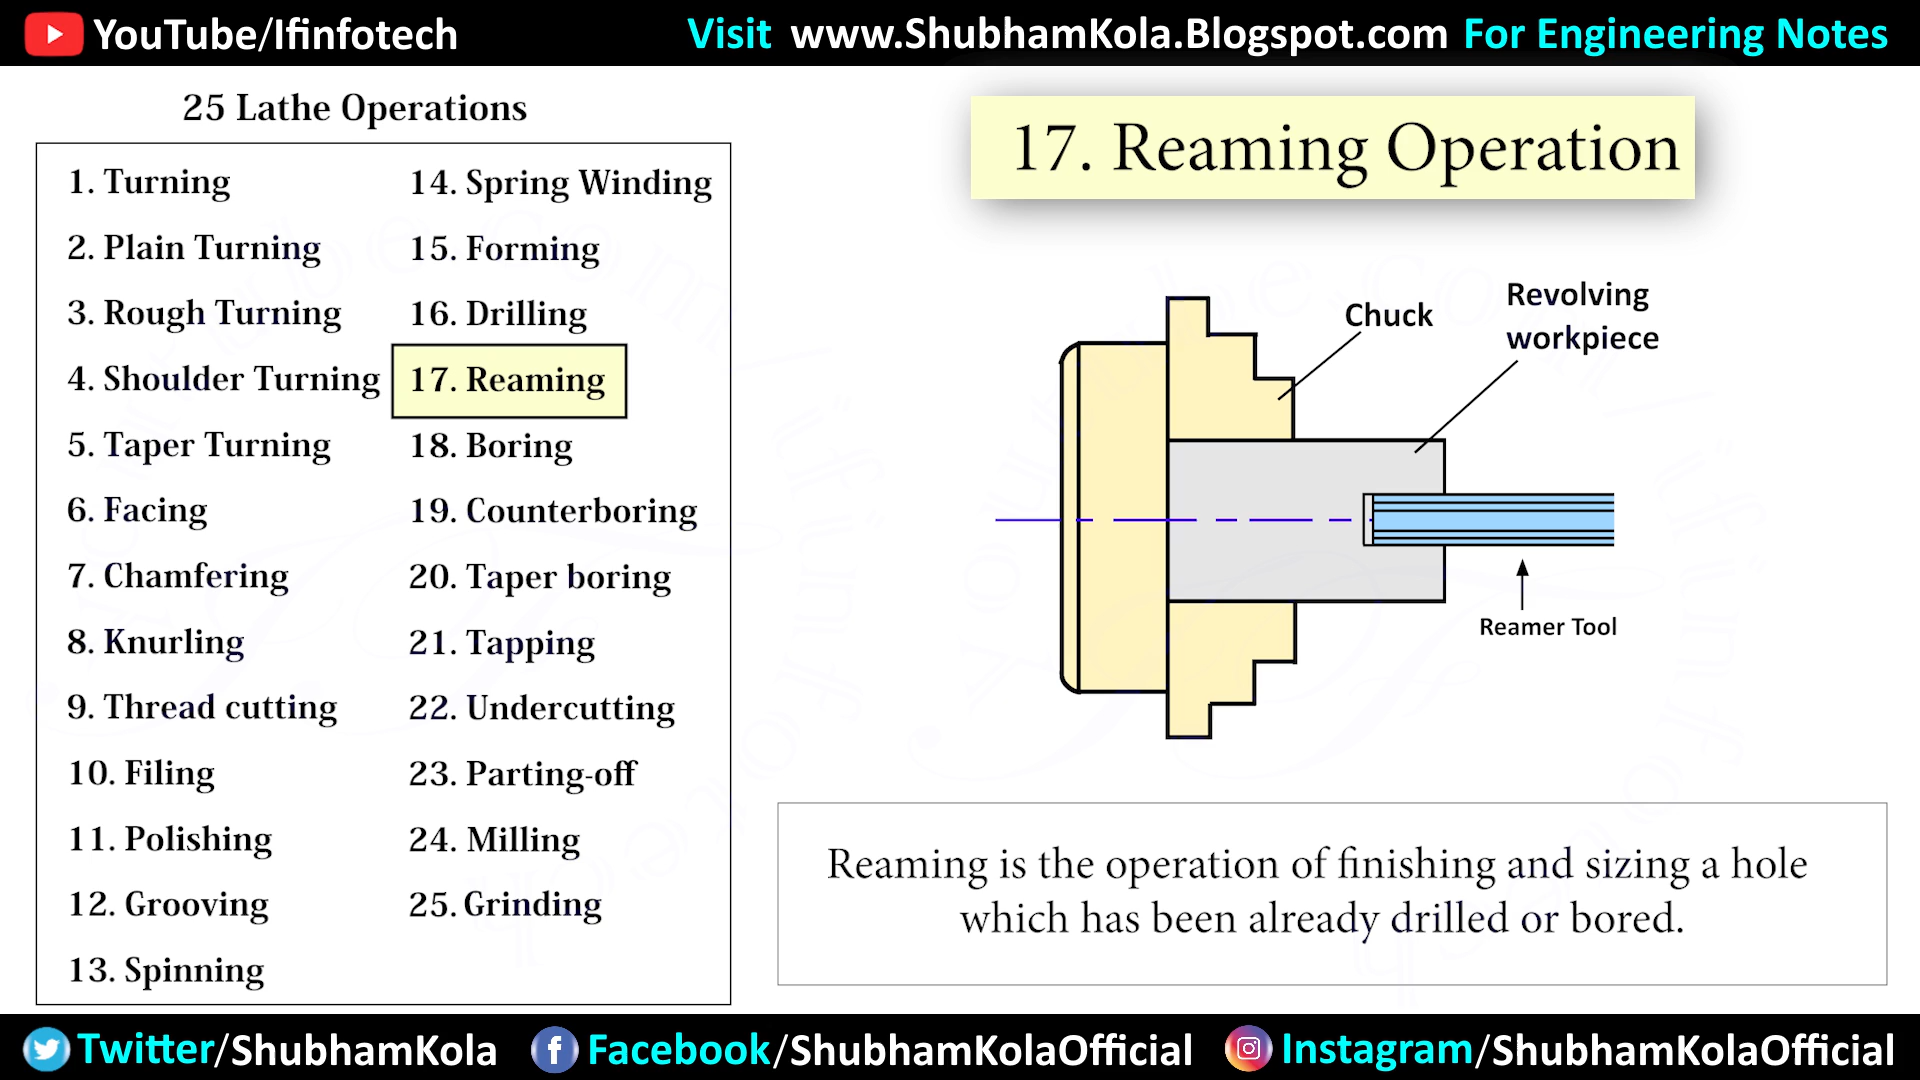 YouTube/Ifinfotech
Visit www.ShubhamKola.Blogspot.com For Engineering Notes
25 Lathe Operations
1. Turning
2. Plain Turning
3. Rough Turning
4. Shoulder Turning
5. Taper Turning
6. Facing
7. Chamfering
8. Knurling
9. Thread cutting
10. Filing
11. Polishing
12. Grooving
13. Spinning
14. Spring Winding
15. Forming
16. Drilling
17. Reaming
18. Boring
19. Counterboring
20. Taper boring
21. Tapping
22. Undercutting
23. Parting-off
24. Milling
25. Grinding
17. Reaming Operation
Chuck
Revolving
workpiece
Reamer Tool
Reaming is the operation of finishing and sizing a hole
which has been already drilled or bored.
Twitter/ShubhamKola
Facebook/ShubhamKolaOfficial
Instagram/ShubhamKolaOfficial